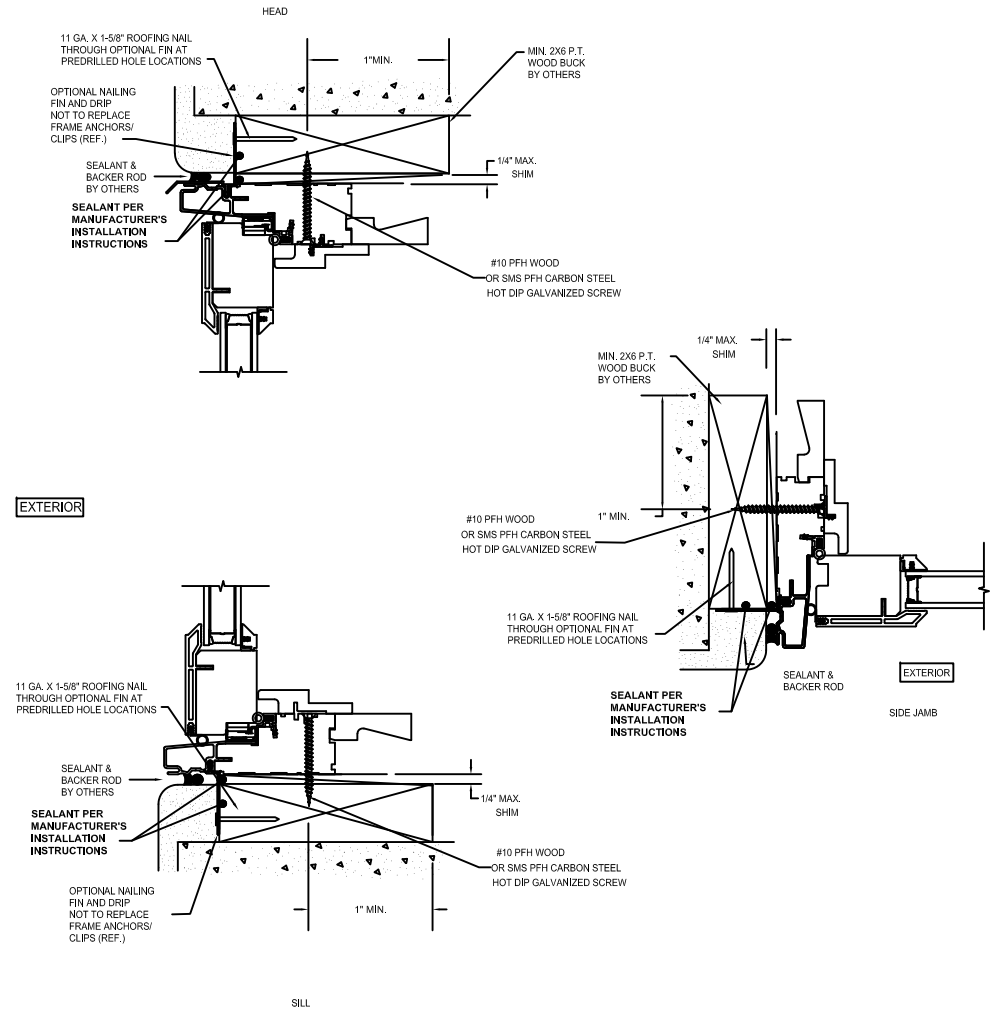 HEAD
11 GA. X 1-5/8" ROOFING NAIL
THROUGH OPTIONAL FIN AT
PREDRILLED HOLE LOCATIONS
1"MIN.
MIN. 2X6 P.T.
WOOD BUCK
BY OTHERS
OPTIONAL NAILING
FIN AND DRIP
NOT TO REPLACE
FRAME ANCHORS/
CLIPS (REF.)
SEALANT &
BACKER ROD
BY OTHERS
1/4" MAX.
SHIM
SEALANT PER
MANUFACTURER'S
INSTALLATION
INSTRUCTIONS
#10 PFH WOOD
OR SMS PFH CARBON STEEL
HOT DIP GALVANIZED SCREW
1/4" MAX.
SHIM
MIN. 2X6 P.T.
WOOD BUCK
BY OTHERS
EXTERIOR
#10 PFH WOOD
OR SMS PFH CARBON STEEL
HOT DIP GALVANIZED SCREW
1" MIN.
11 GA. X 1-5/8" ROOFING NAIL
THROUGH OPTIONAL FIN AT
PREDRILLED HOLE LOCATIONS
SEALANT &
BACKER ROD
EXTERIOR
SEALANT PER
MANUFACTURER'S
INSTALLATION
INSTRUCTIONS
SIDE JAMB
11 GA. X 1-5/8" ROOFING NAIL
THROUGH OPTIONAL FIN AT
PREDRILLED HOLE LOCATIONS
SEALANT &
BACKER ROD
BY OTHERS
1/4" MAX.
SHIM
SEALANT PER
MANUFACTURER'S
INSTALLATION
INSTRUCTIONS
#10 PFH WOOD
OR SMS PFH CARBON STEEL
HOT DIP GALVANIZED SCREW
OPTIONAL NAILING
FIN AND DRIP
NOT TO REPLACE
FRAME ANCHORS/
CLIPS (REF.)
1" MIN.
SILL